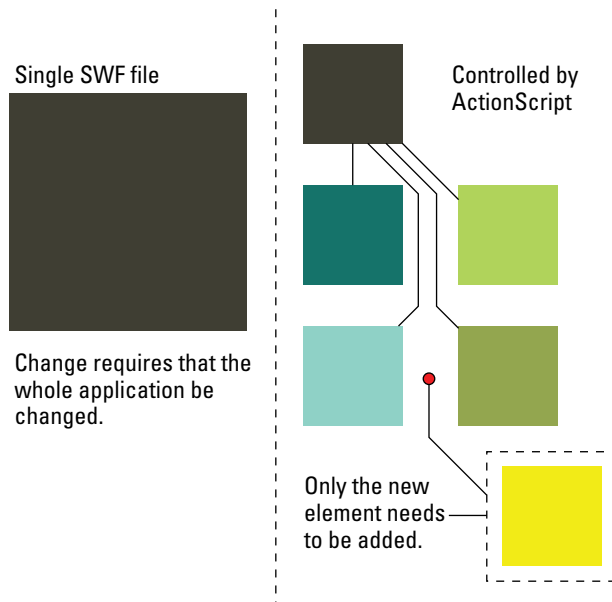 Single SWF file
Change requires that the
whole application be
changed.
Controlled by
ActionScript
Only the new
element needs
to be added.